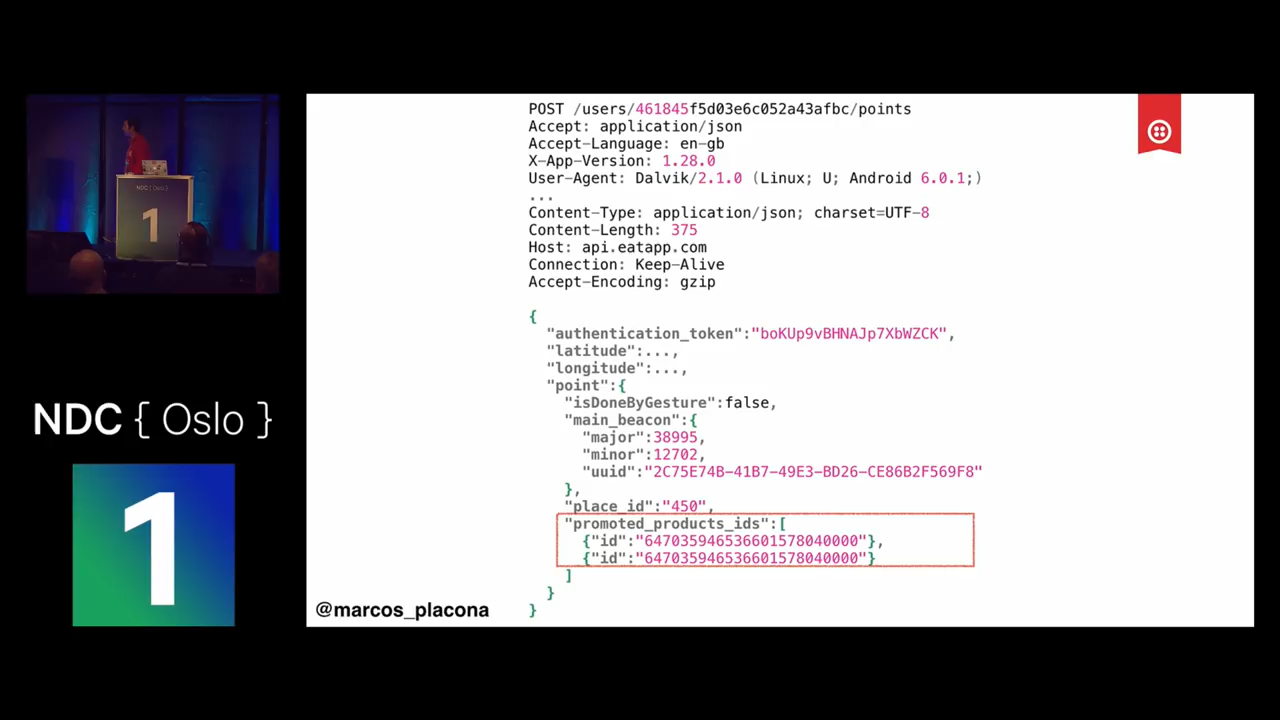 NDC { Oslo }
1
NDC { Oslo }
1
POST /users/461845f5d03e6c052a43afbc/points
Accept: application/json
Accept-Language: en-gb
X-App-Version: 1.28.0
User-Agent: Dalvik/2.1.0 (Linux; U; Android 6.0.1;)
...
Content-Type: application/json; charset=UTF-8
Content-Length: 375
Host: api.eatapp.com
Connection: Keep-Alive
Accept-Encoding: gzip
{
"authentication_token":"boKUp9vBHNAJp7XbWZCK",
"latitude":...,
"longitude":...,
"point":{
"isDoneByGesture":false,
"main_beacon":{
"major":38995,
"minor":12702,
"uuid":"2C75E74B-41B7-49E3-BD26-CE86B2F569F8"
},
"place_id":"450",
"promoted_products_ids":[
{"id":"647035946536601578040000"},
{"id":"647035946536601578040000"}
]
}
}
@marcos_placona